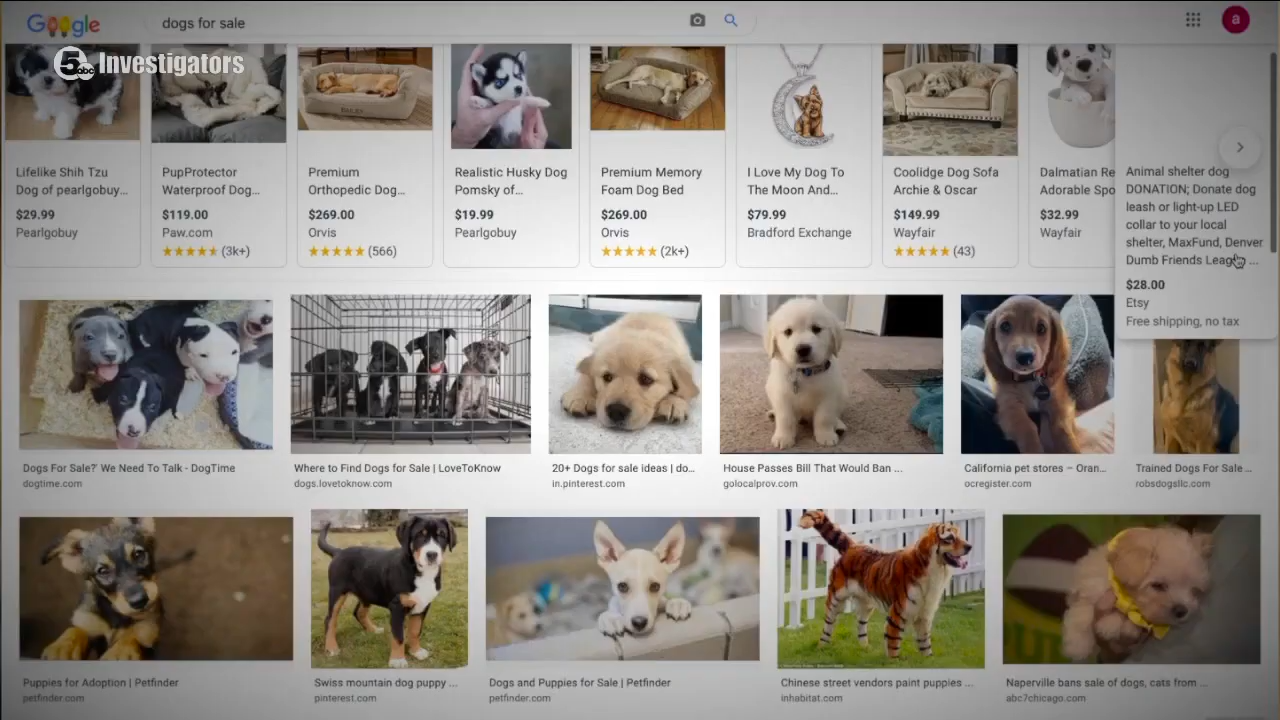 Google
dogs for sale
a
5 abc Investigators
Lifelike Shih Tzu
Dog of pearlgobuy...
$29.99
Pearlgobuy
PupProtector
Waterproof Dog...
$119.00
Paw.com
(3k+)
Premium
Orthopedic Dog...
$269.00
Orvis
(566)
Realistic Husky Dog
Pomsky of...
$19.99
Pearlgobuy
Premium Memory
Foam Dog Bed
$269.00
Orvis
(2k+)
I Love My Dog To
The Moon And...
$79.99
Bradford Exchange
Coolidge Dog Sofa
Archie & Oscar
$149.99
Wayfair
(43)
Dalmatian Re
Adorable Spo
$32.99
Wayfair
Animal shelter dog
DONATION; Donate dog
leash or light-up LED
collar to your local
shelter, MaxFund, Denver
Dumb Friends League ...
$28.00
Etsy
Free shipping, no tax
Dogs For Sale?' We Need To Talk - DogTime
dogtime.com
Where to Find Dogs for Sale | LoveToKnow
dogs.lovetoknow.com
20+ Dogs for sale ideas | do...
in.pinterest.com
House Passes Bill That Would Ban ...
golocalprov.com
California pet stores – Oran...
ocregister.com
Trained Dogs For Sale ...
robsdogsllc.com
Puppies for Adoption | Petfinder
petfinder.com
Swiss mountain dog puppy ...
pinterest.com
Dogs and Puppies for Sale | Petfinder
petfinder.com
Chinese street vendors paint puppies ...
inhabitat.com
Naperville bans sale of dogs, cats from ...
abc7chicago.com